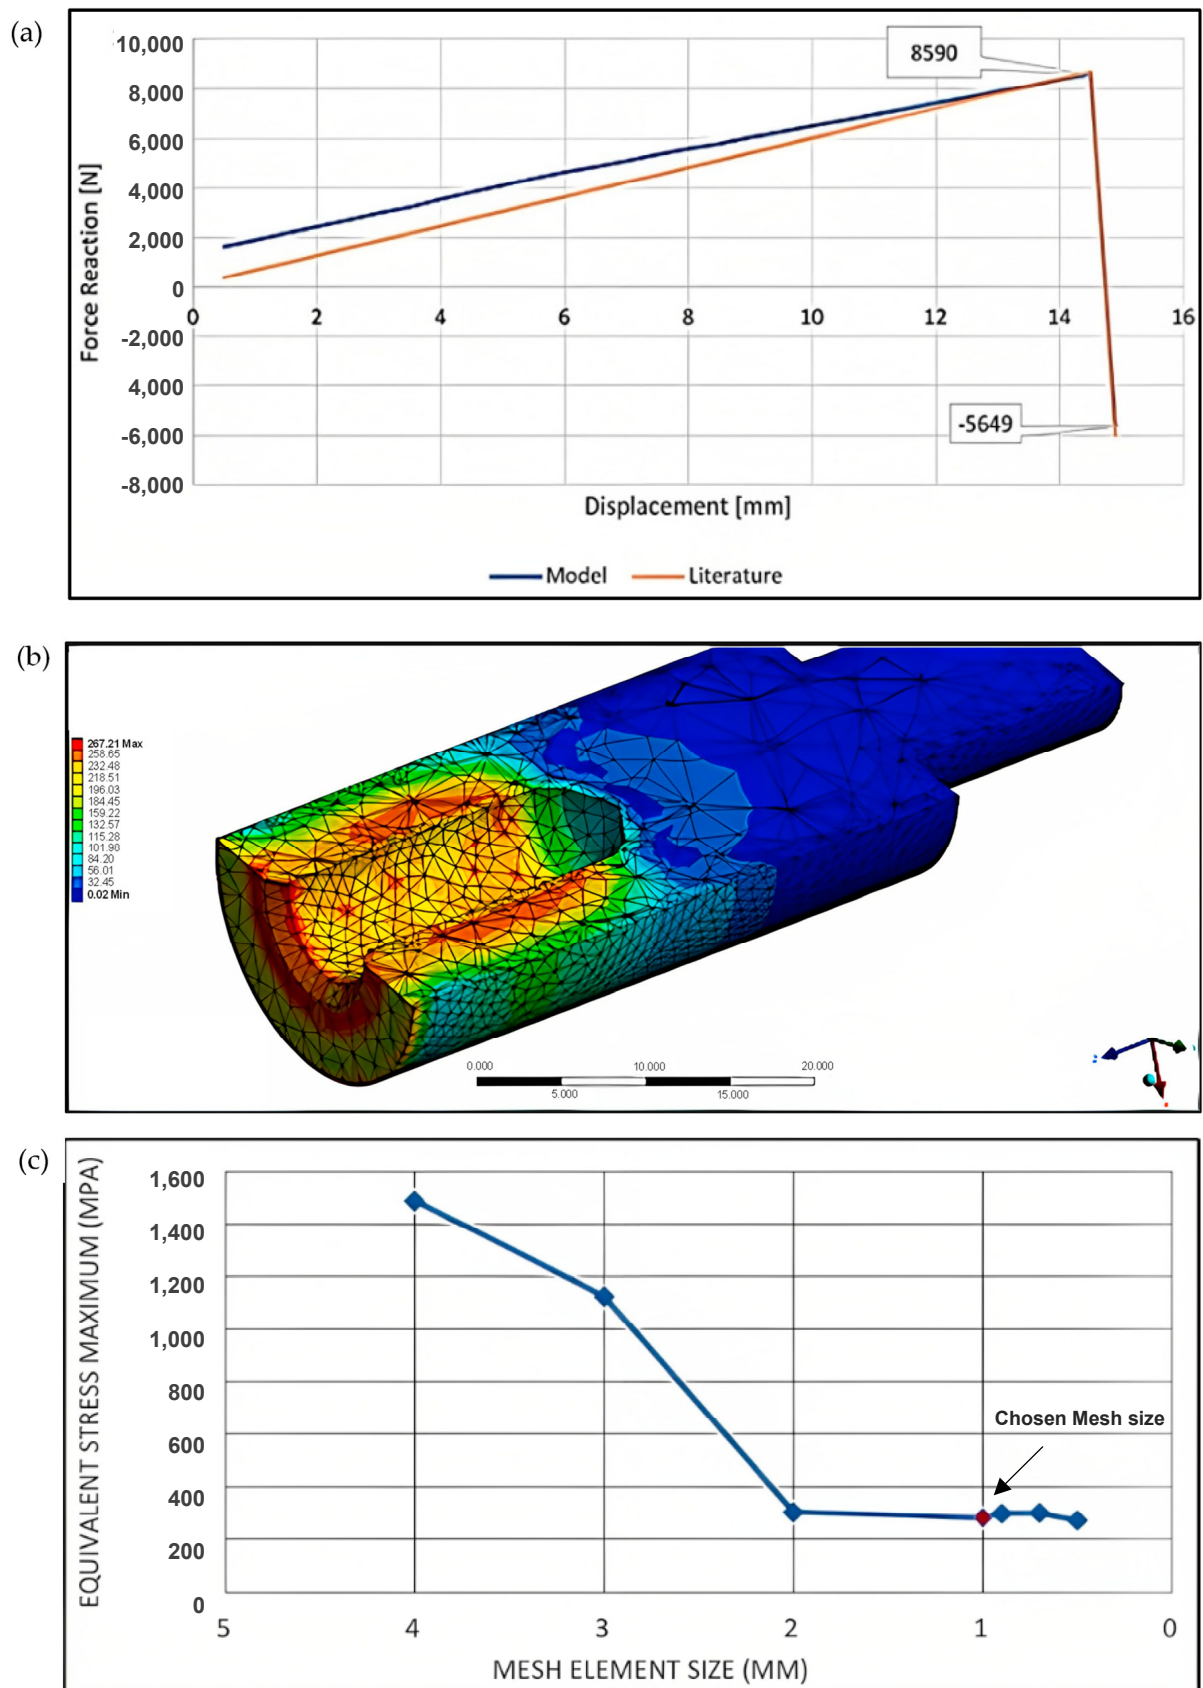 (a)
10,000
8590
8,000
6,000
4,000
2,000
0
0 2 4 6 8 10 12 14 16
-2,000
-4,000
-5649
-6,000
-8,000
Force Reaction [N]
Displacement [mm]
Model Literature
(b)
267.21 Max
258.65
232.48
218.51
196.03
184.45
159.22
132.57
115.28
101.90
84.20
56.01
32.45
0.02 Min
0.000 10.000 20.000
5.000 15.000
(c)
EQUIVALENT STRESS MAXIMUM (MPA)
1,600
1,400
1,200
1,000
800
600
Chosen Mesh size
400
200
0
5 4 3 2 1 0
MESH ELEMENT SIZE (MM)